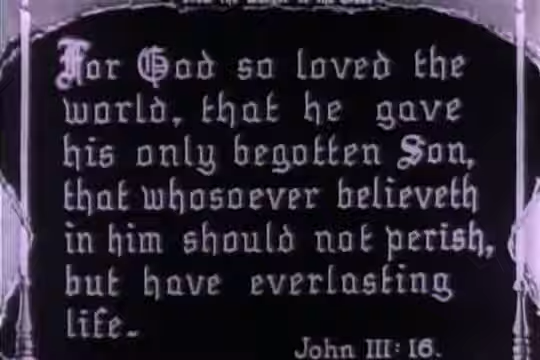 For God so loved the
world, that he gave
his only begotten Son,
that whosoever believeth
in him should not perish,
but have everlasting
life.
John III: 16.